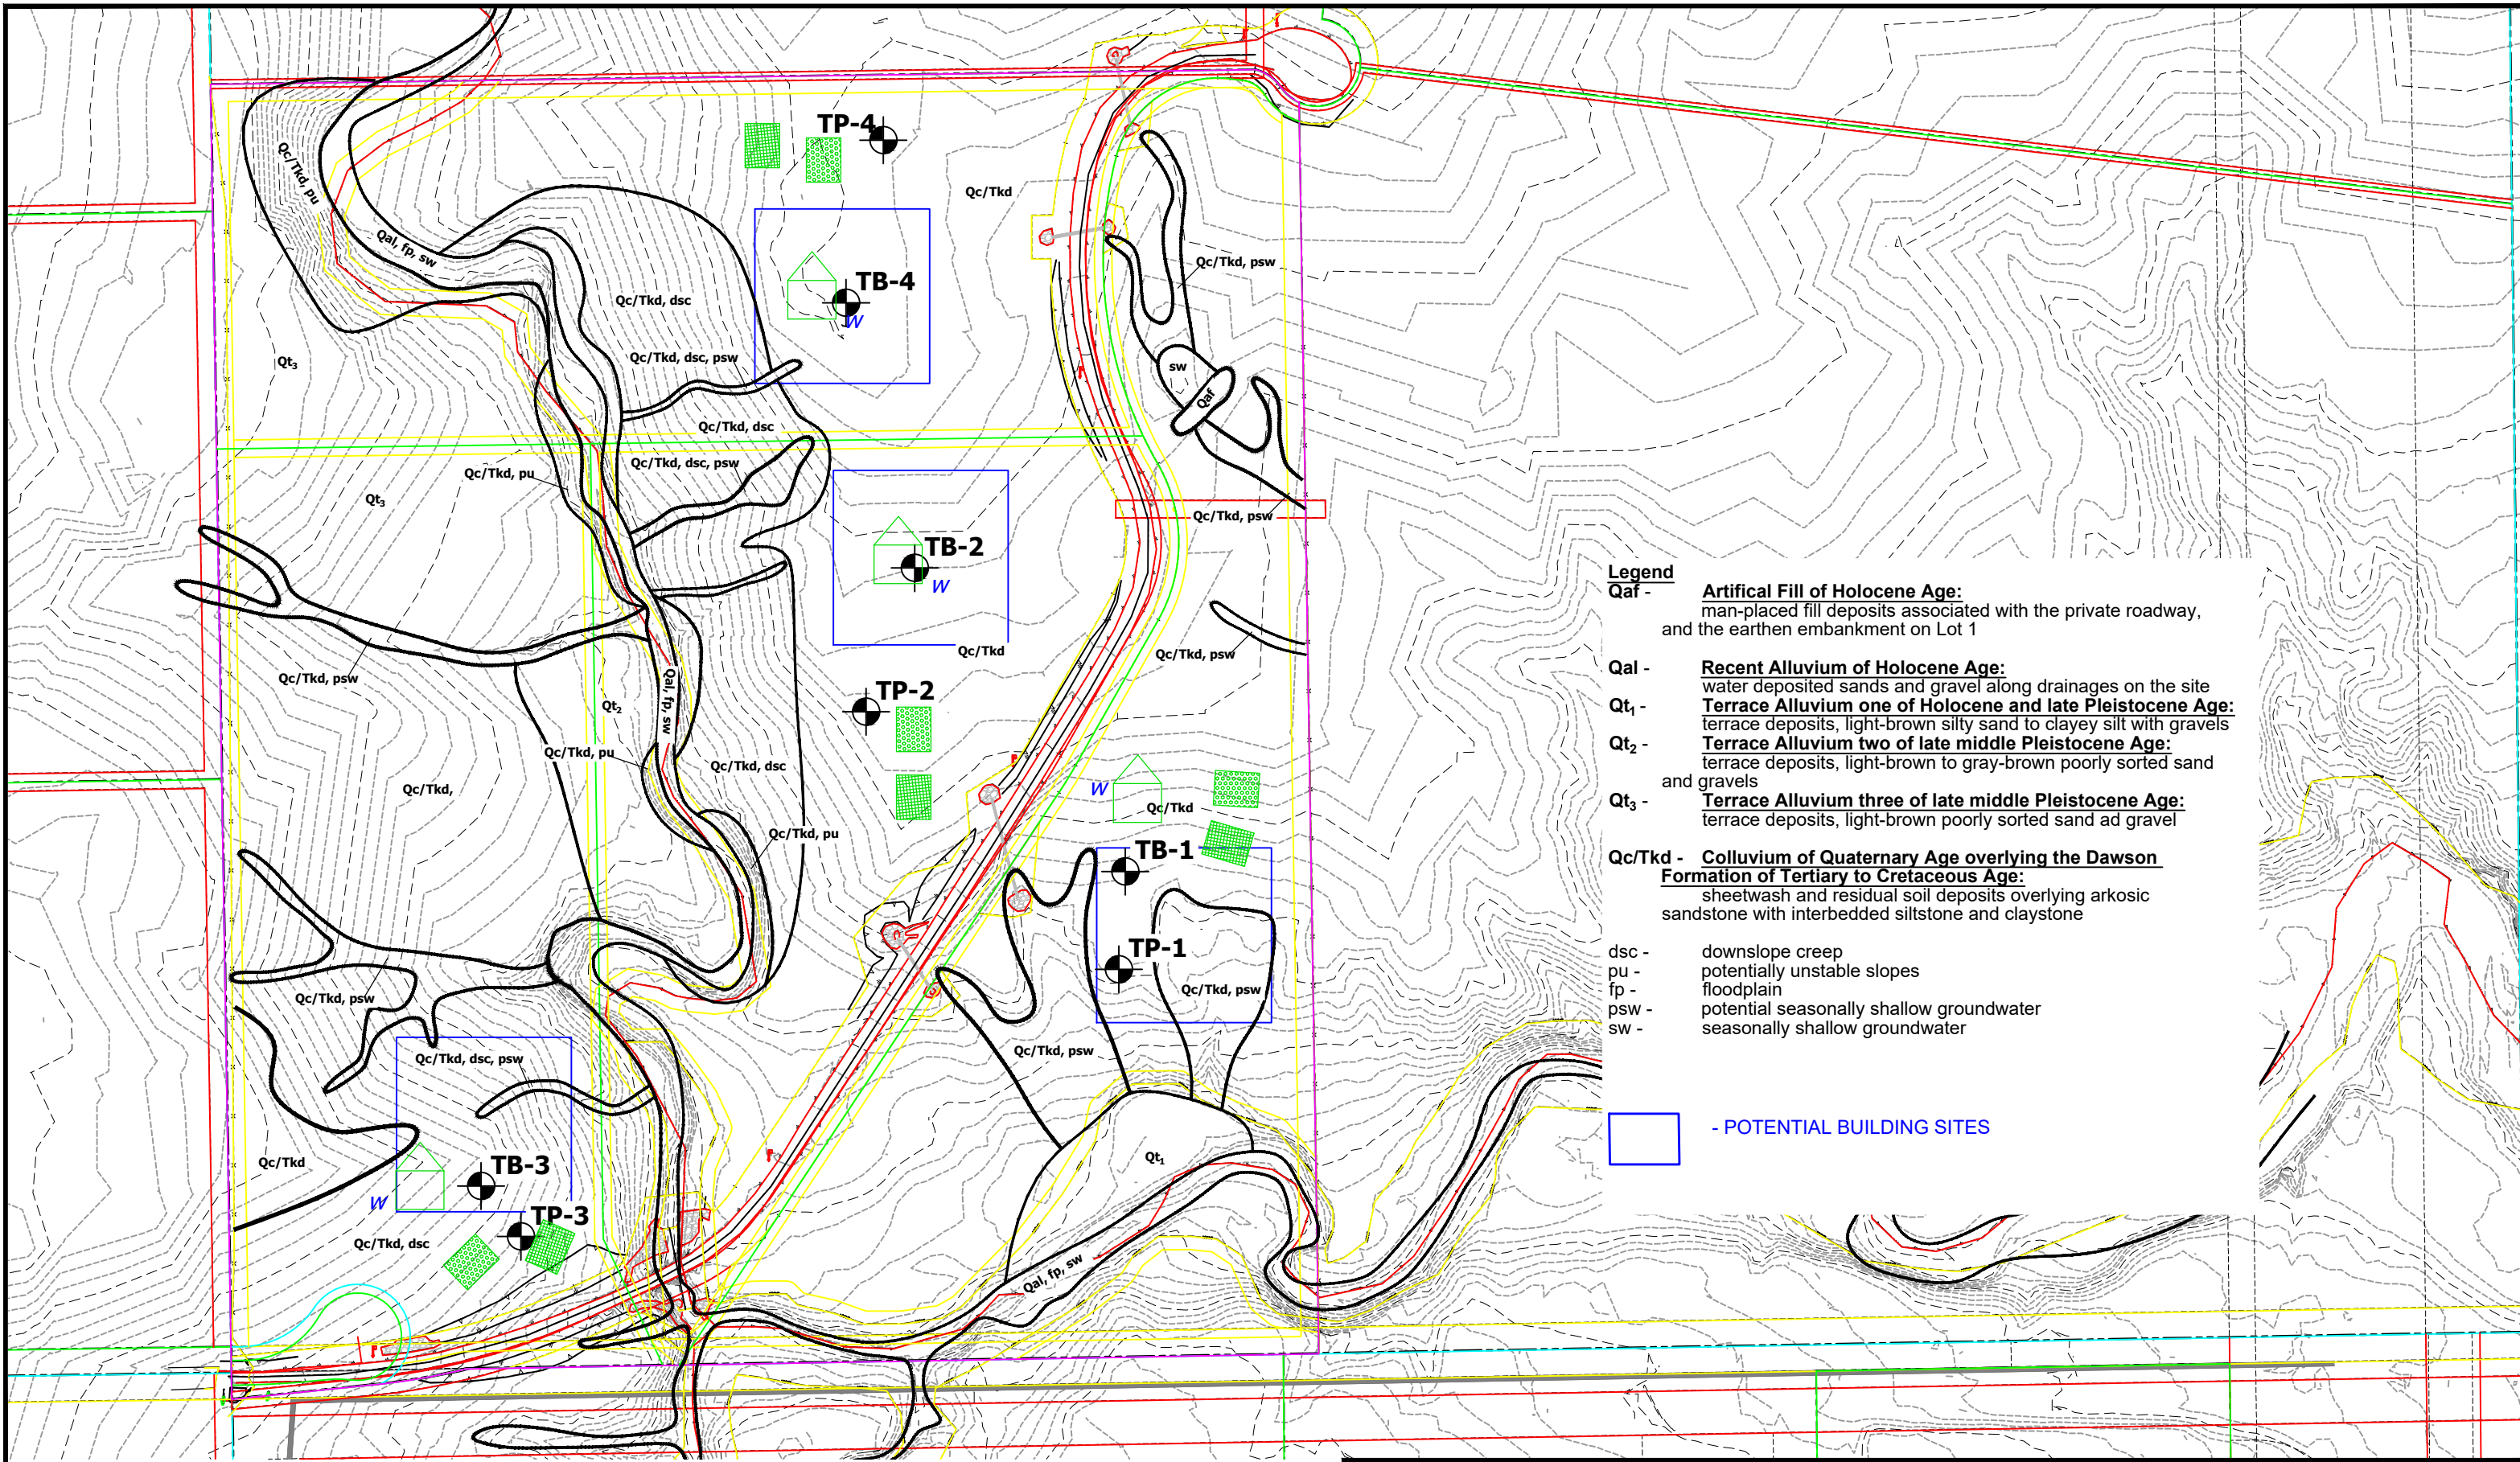 TP-4
Qc/Tkd
Qc/Tkd, pu
Qal, fp, sw
Qc/Tkd, psw
TB-4
W
Qc/Tkd, dsc
Qt3
Qc/Tkd, dsc, psw
sw
Qaf
Qc/Tkd, dsc
Qc/Tkd, dsc, psw
Qc/Tkd, pu
Qt3
Qc/Tkd, psw
TB-2
W
Qc/Tkd
Qc/Tkd, psw
Qc/Tkd, psw
Qal, fp, sw
TP-2
Qt2
Qc/Tkd, pu
Qc/Tkd, dsc
Qc/Tkd,
W
Qc/Tkd
Qc/Tkd, pu
TB-1
TP-1
Qc/Tkd, psw
Qc/Tkd, psw
Qc/Tkd, psw
Qc/Tkd, dsc, psw
Qc/Tkd
TB-3
W
TP-3
Qc/Tkd, dsc
Qt1
Qal, fp, sw
Legend
Qaf - Artifical Fill of Holocene Age:
man-placed fill deposits associated with the private roadway,
and the earthen embankment on Lot 1
Qal - Recent Alluvium of Holocene Age:
water deposited sands and gravel along drainages on the site
Qt1 - Terrace Alluvium one of Holocene and late Pleistocene Age:
terrace deposits, light-brown silty sand to clayey silt with gravels
Qt2 - Terrace Alluvium two of late middle Pleistocene Age:
terrace deposits, light-brown to gray-brown poorly sorted sand
and gravels
Qt3 - Terrace Alluvium three of late middle Pleistocene Age:
terrace deposits, light-brown poorly sorted sand ad gravel
Qc/Tkd - Colluvium of Quaternary Age overlying the Dawson
Formation of Tertiary to Cretaceous Age:
sheetwash and residual soil deposits overlying arkosic
sandstone with interbedded siltstone and claystone
dsc - downslope creep
pu - potentially unstable slopes
fp - floodplain
psw - potential seasonally shallow groundwater
sw - seasonally shallow groundwater
- POTENTIAL BUILDING SITES